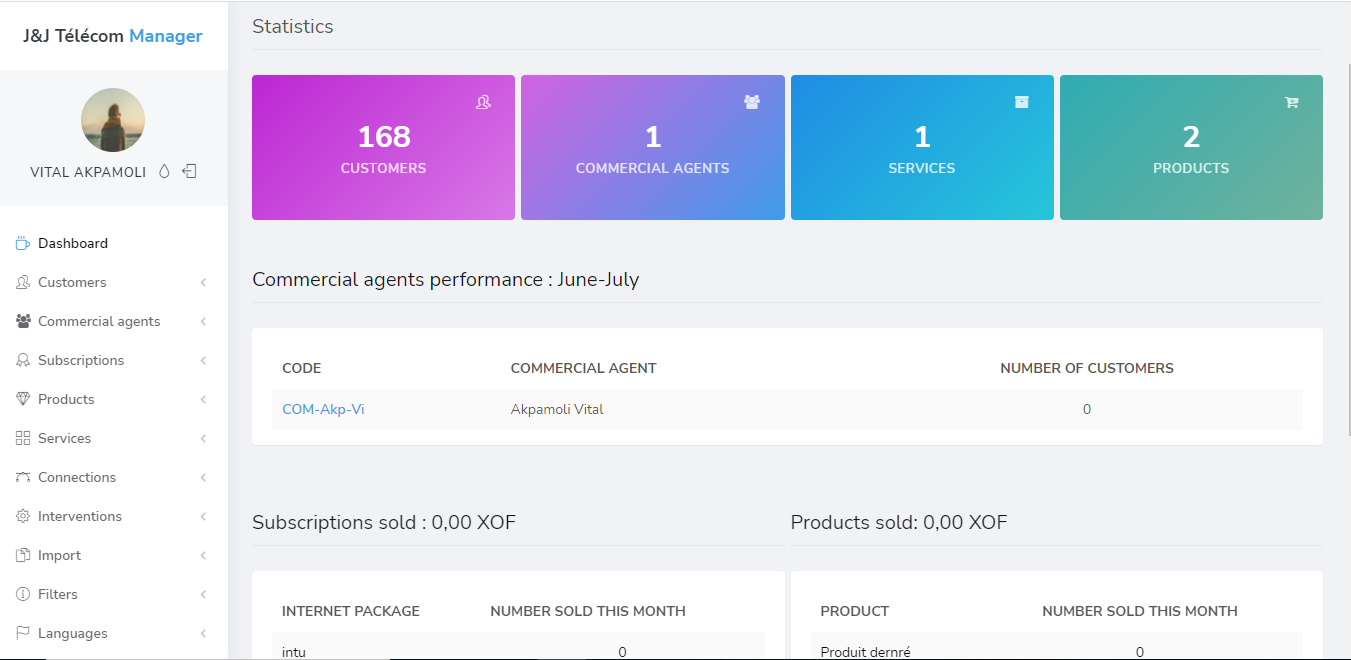 J&J Télécom Manager
VITAL AKPAMOLI
Dashboard
Customers
Commercial agents
Subscriptions
Products
Services
Connections
Interventions
Import
Filters
Languages
Statistics
168
CUSTOMERS
1
COMMERCIAL AGENTS
1
SERVICES
2
PRODUCTS
Commercial agents performance : June-July
CODE COMMERCIAL AGENT NUMBER OF CUSTOMERS
COM-Akp-Vi Akpamoli Vital 0
Subscriptions sold : 0,00 XOF
INTERNET PACKAGE NUMBER SOLD THIS MONTH
intu 0
Products sold: 0,00 XOF
PRODUCT NUMBER SOLD THIS MONTH
Produit dernré 0